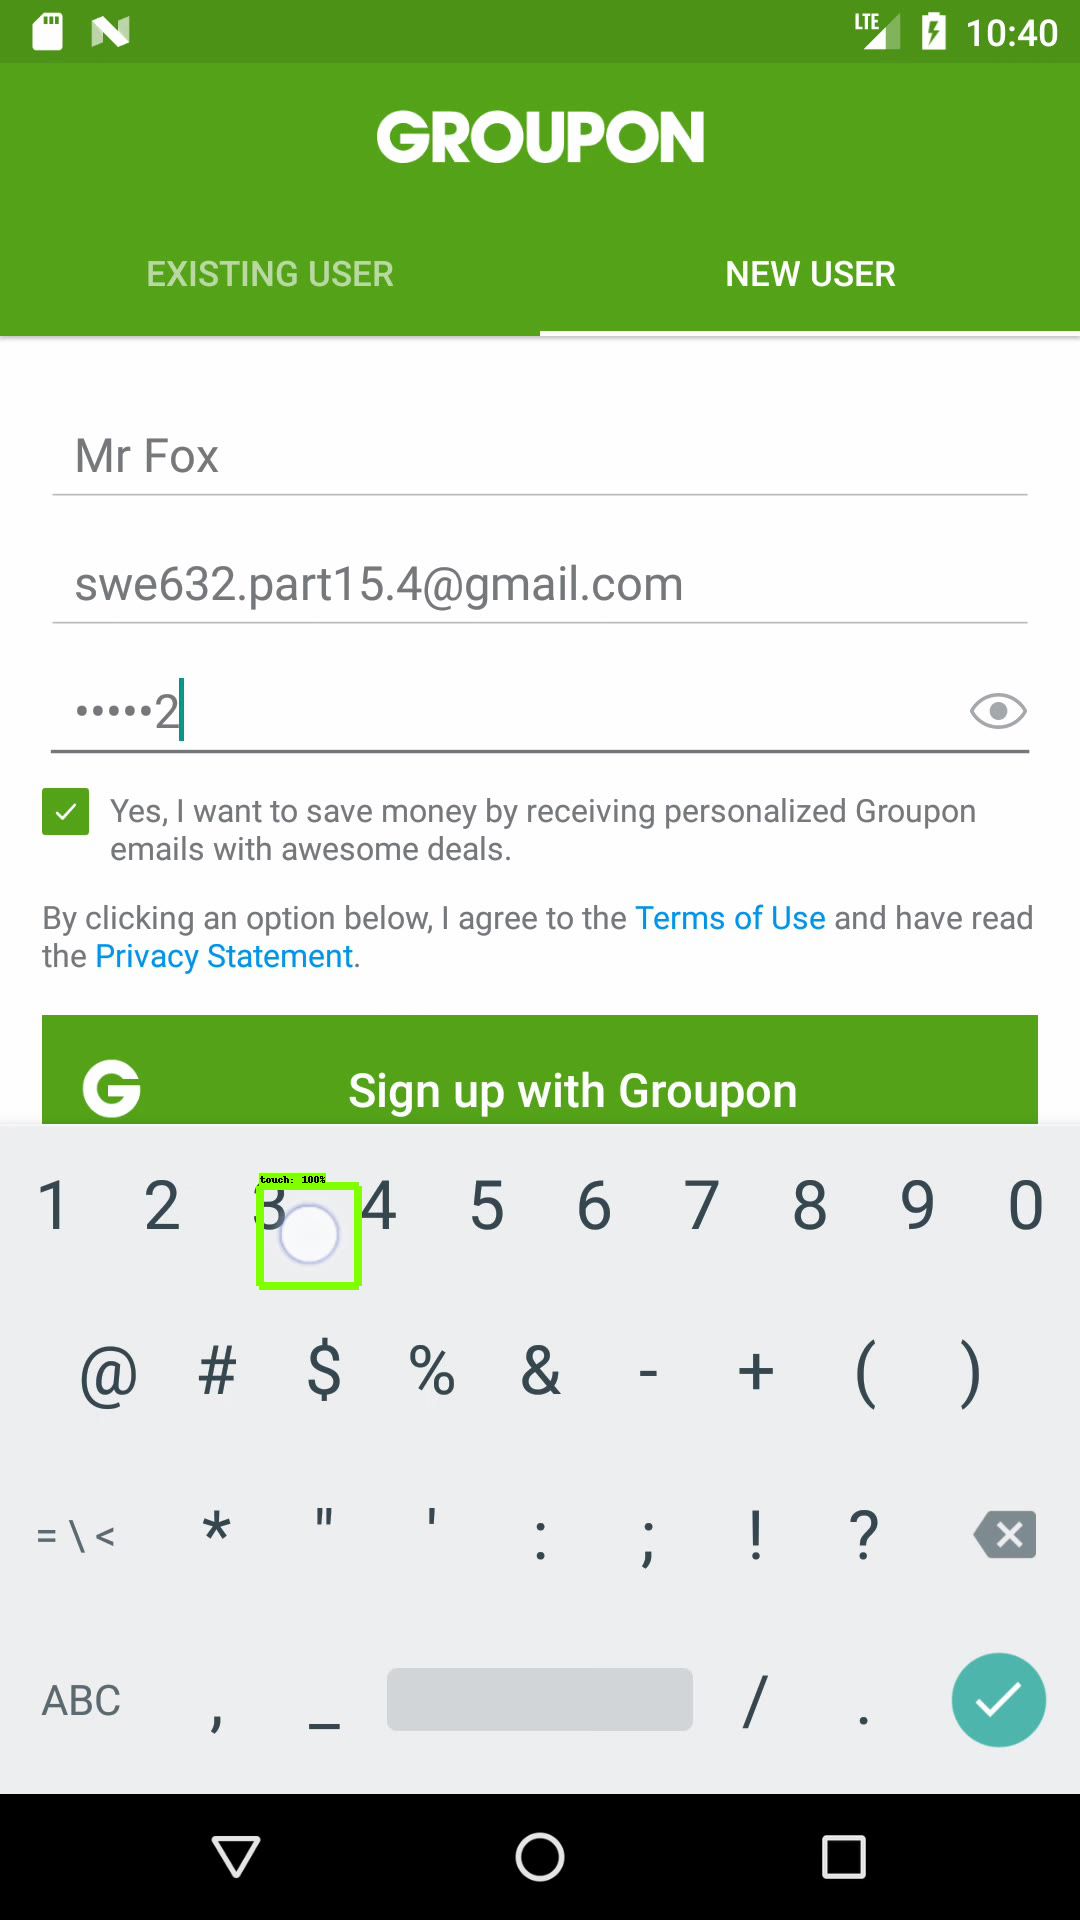 LTE 10:40
GROUPON
EXISTING USER
NEW USER
Mr Fox
swe632.part15.4@gmail.com
•••••2
Yes, I want to save money by receiving personalized Groupon
emails with awesome deals.
By clicking an option below, I agree to the Terms of Use and have read
the Privacy Statement.
G Sign up with Groupon
touch: 100%
1 2 3 4 5 6 7 8 9 0
@ # $ % & - + ( )
= \ < * " ' : ; ! ?
ABC , _ / .